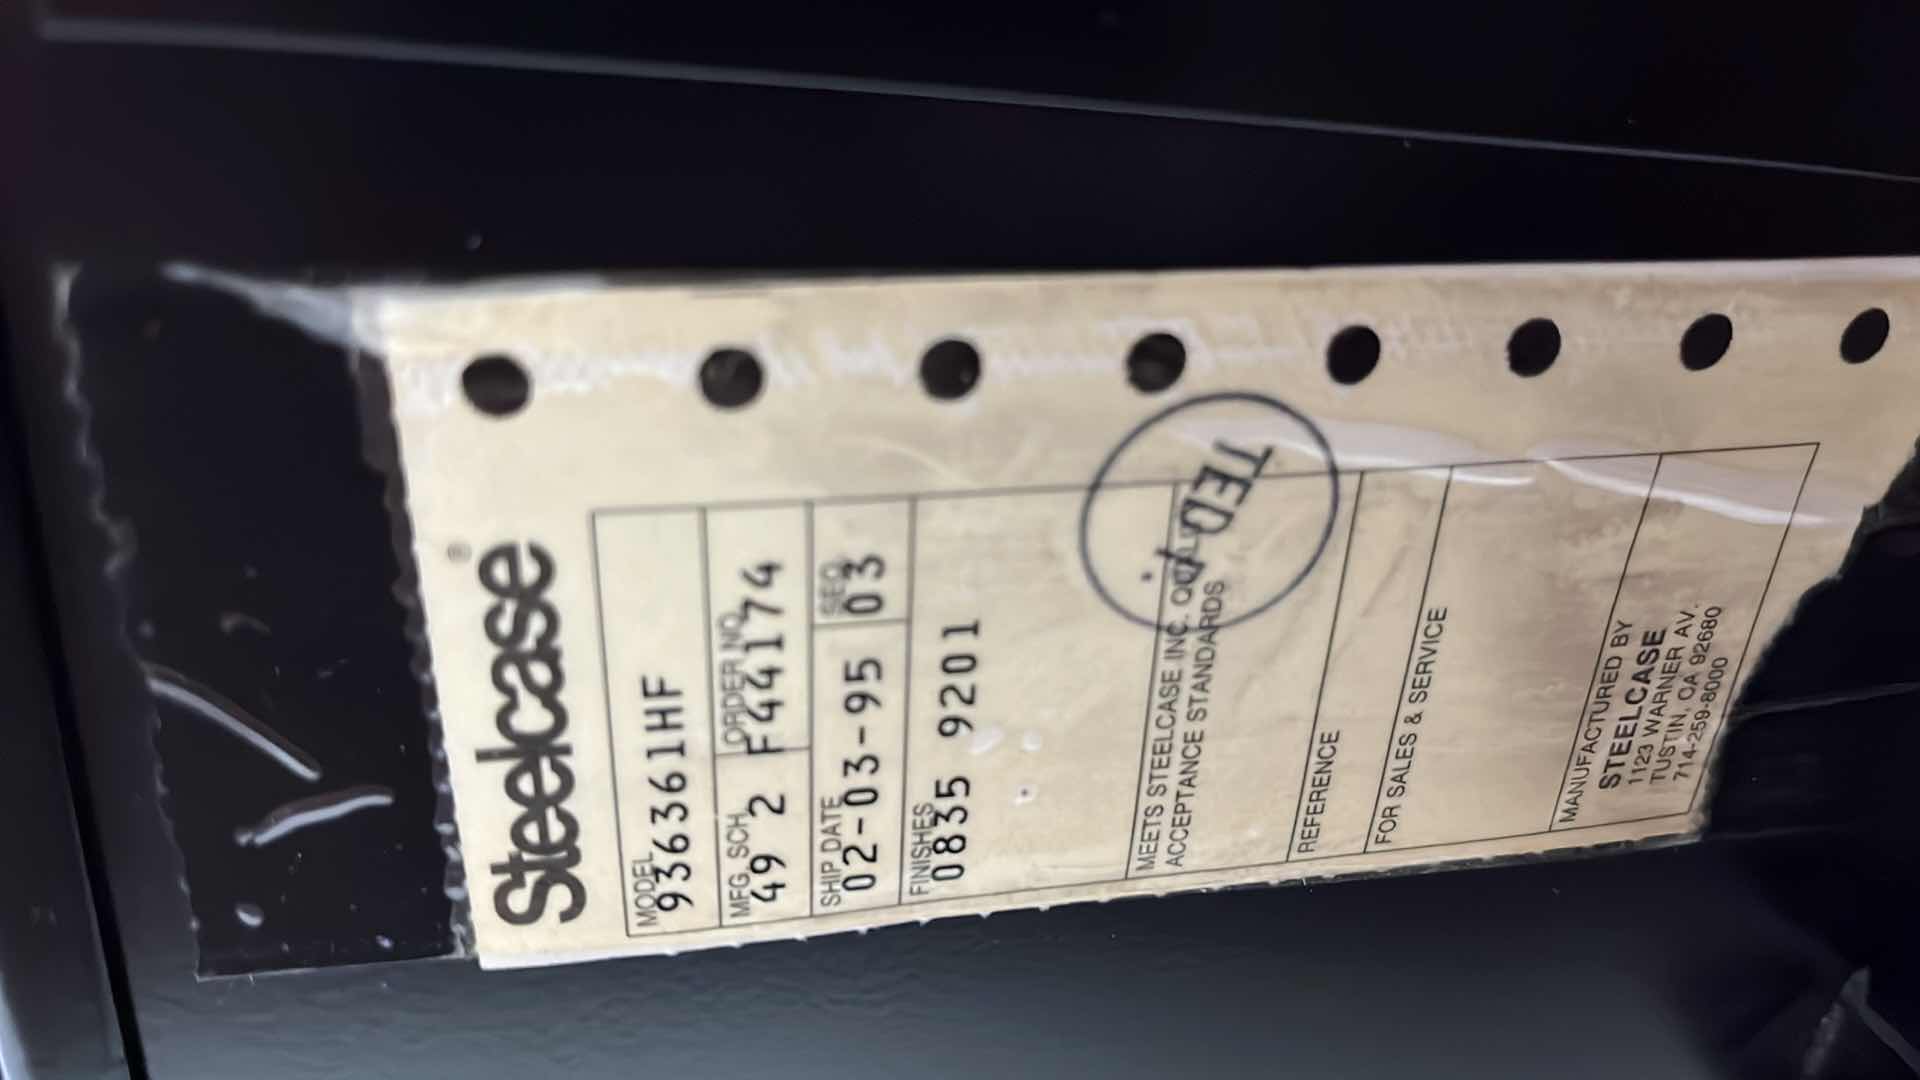 Steelcase®
MODEL
936361HF
MFG. SCH. ORDER NO.
49 2 F44174
SHIP DATE SEQ.
02-03-95 03
FINISHES
0835 9201
MEETS STEELCASE INC. QUALITY
ACCEPTANCE STANDARDS
TED
REFERENCE
FOR SALES & SERVICE
MANUFACTURED BY
STEELCASE
1123 WARNER AV.
TUSTIN, CA 92680
714-259-8000